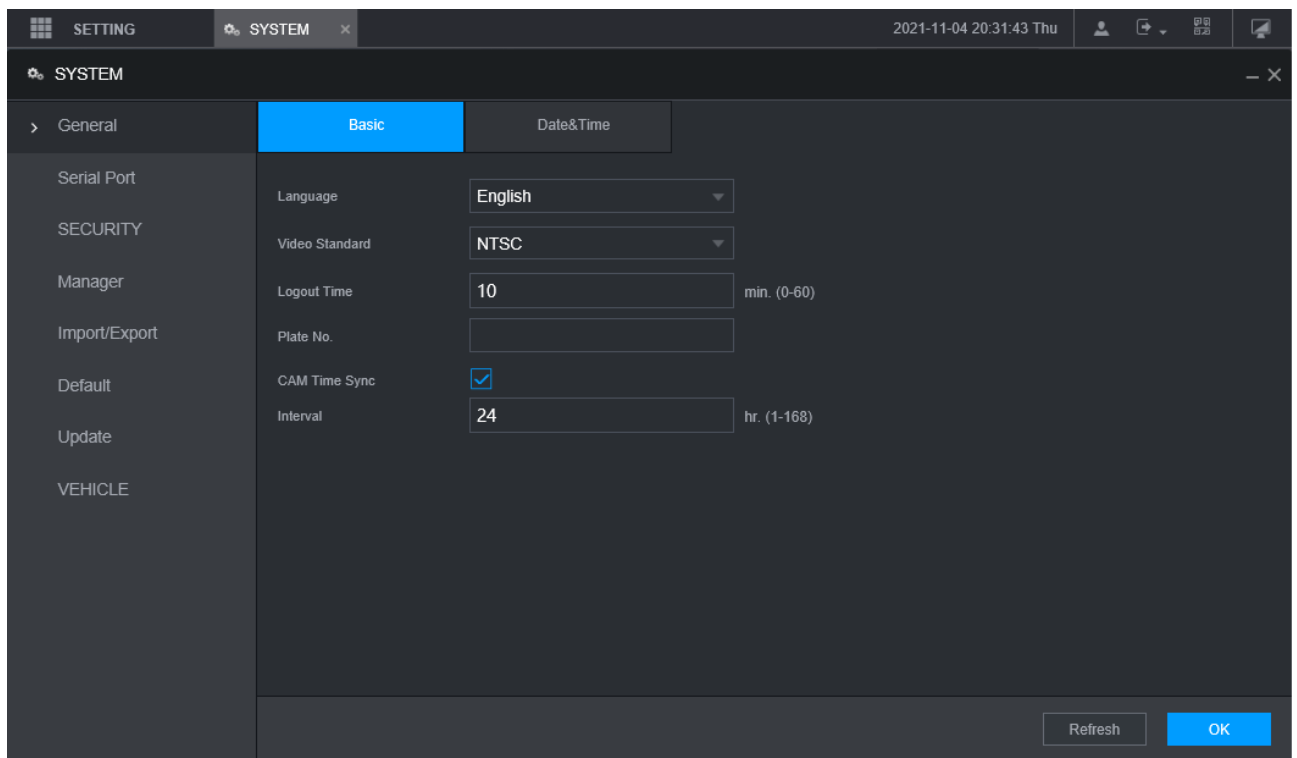 SETTING SYSTEM × 2021-11-04 20:31:43 Thu
SYSTEM
General Basic Date&Time
Serial Port
Language English
SECURITY
Video Standard NTSC
Manager
Logout Time 10 min. (0-60)
Import/Export
Plate No.
Default
CAM Time Sync
Interval 24 hr. (1-168)
Update
VEHICLE
Refresh OK